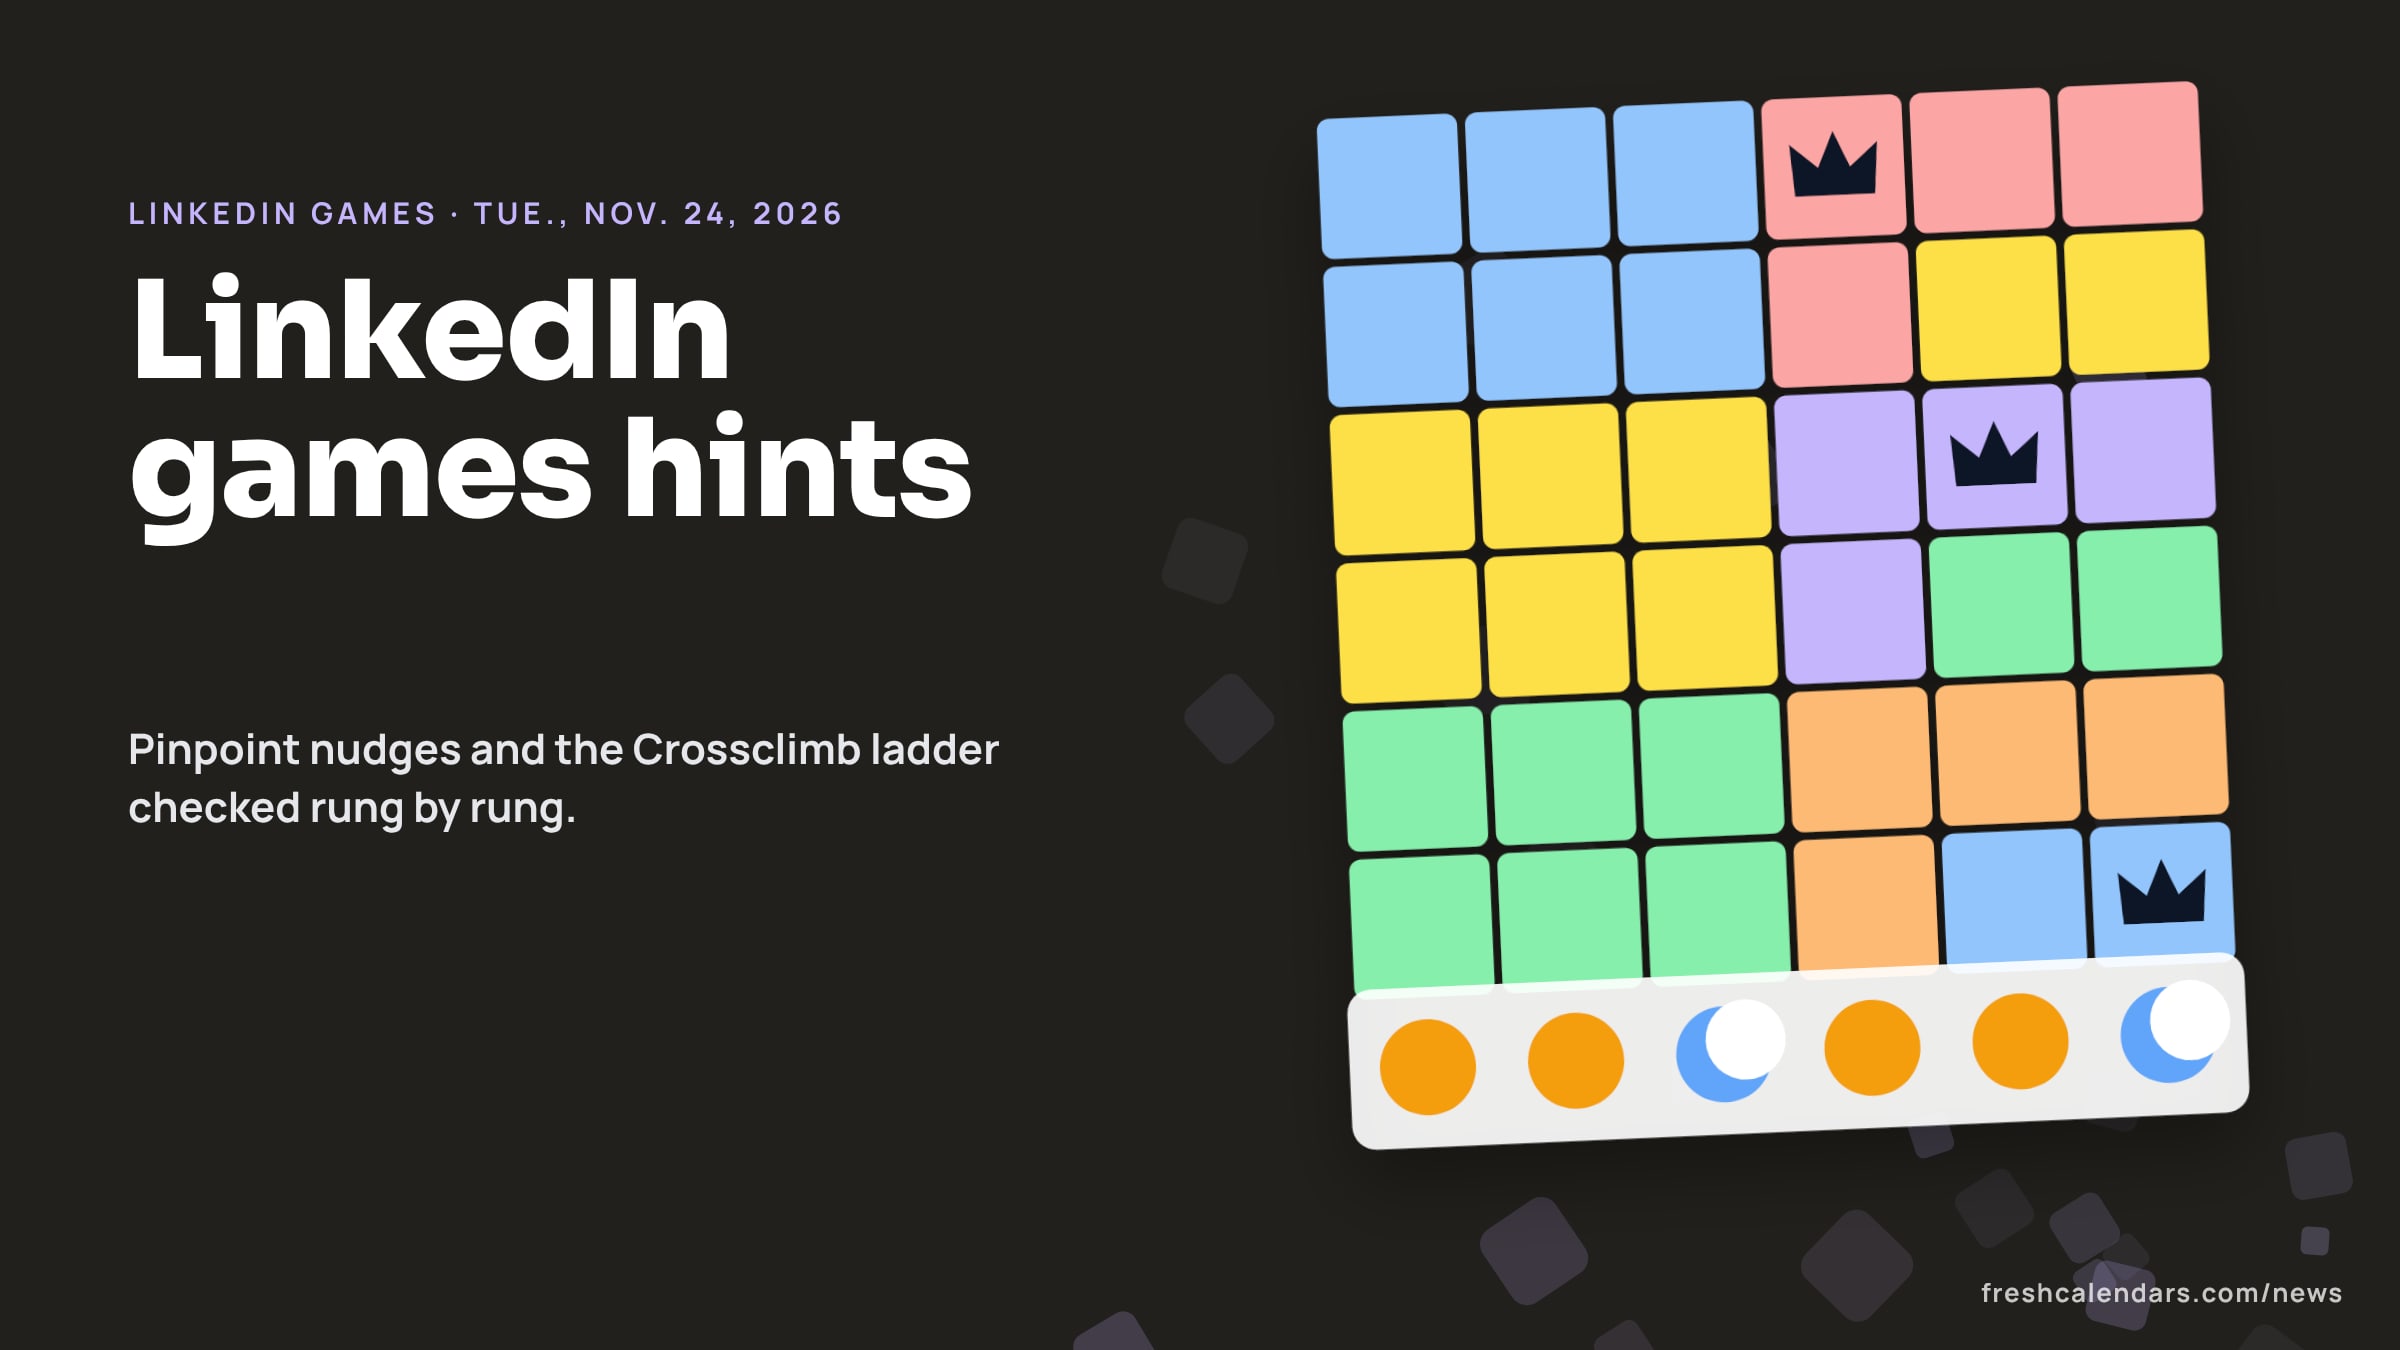 LINKEDIN GAMES · TUE., NOV. 24, 2026
LinkedIn
games hints
Pinpoint nudges and the Crossclimb ladder
checked rung by rung.
freshcalendars.com/news